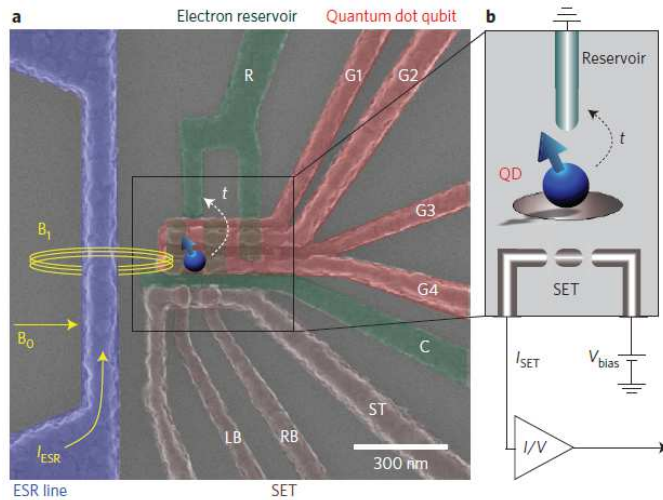 a
Electron reservoir
Quantum dot qubit
b
R
G1
G2
Reservoir
t
t
QD
B1
G3
G4
SET
B0
C
ISET
Vbias
ST
LB
RB
IESR
I/V
300 nm
ESR line
SET